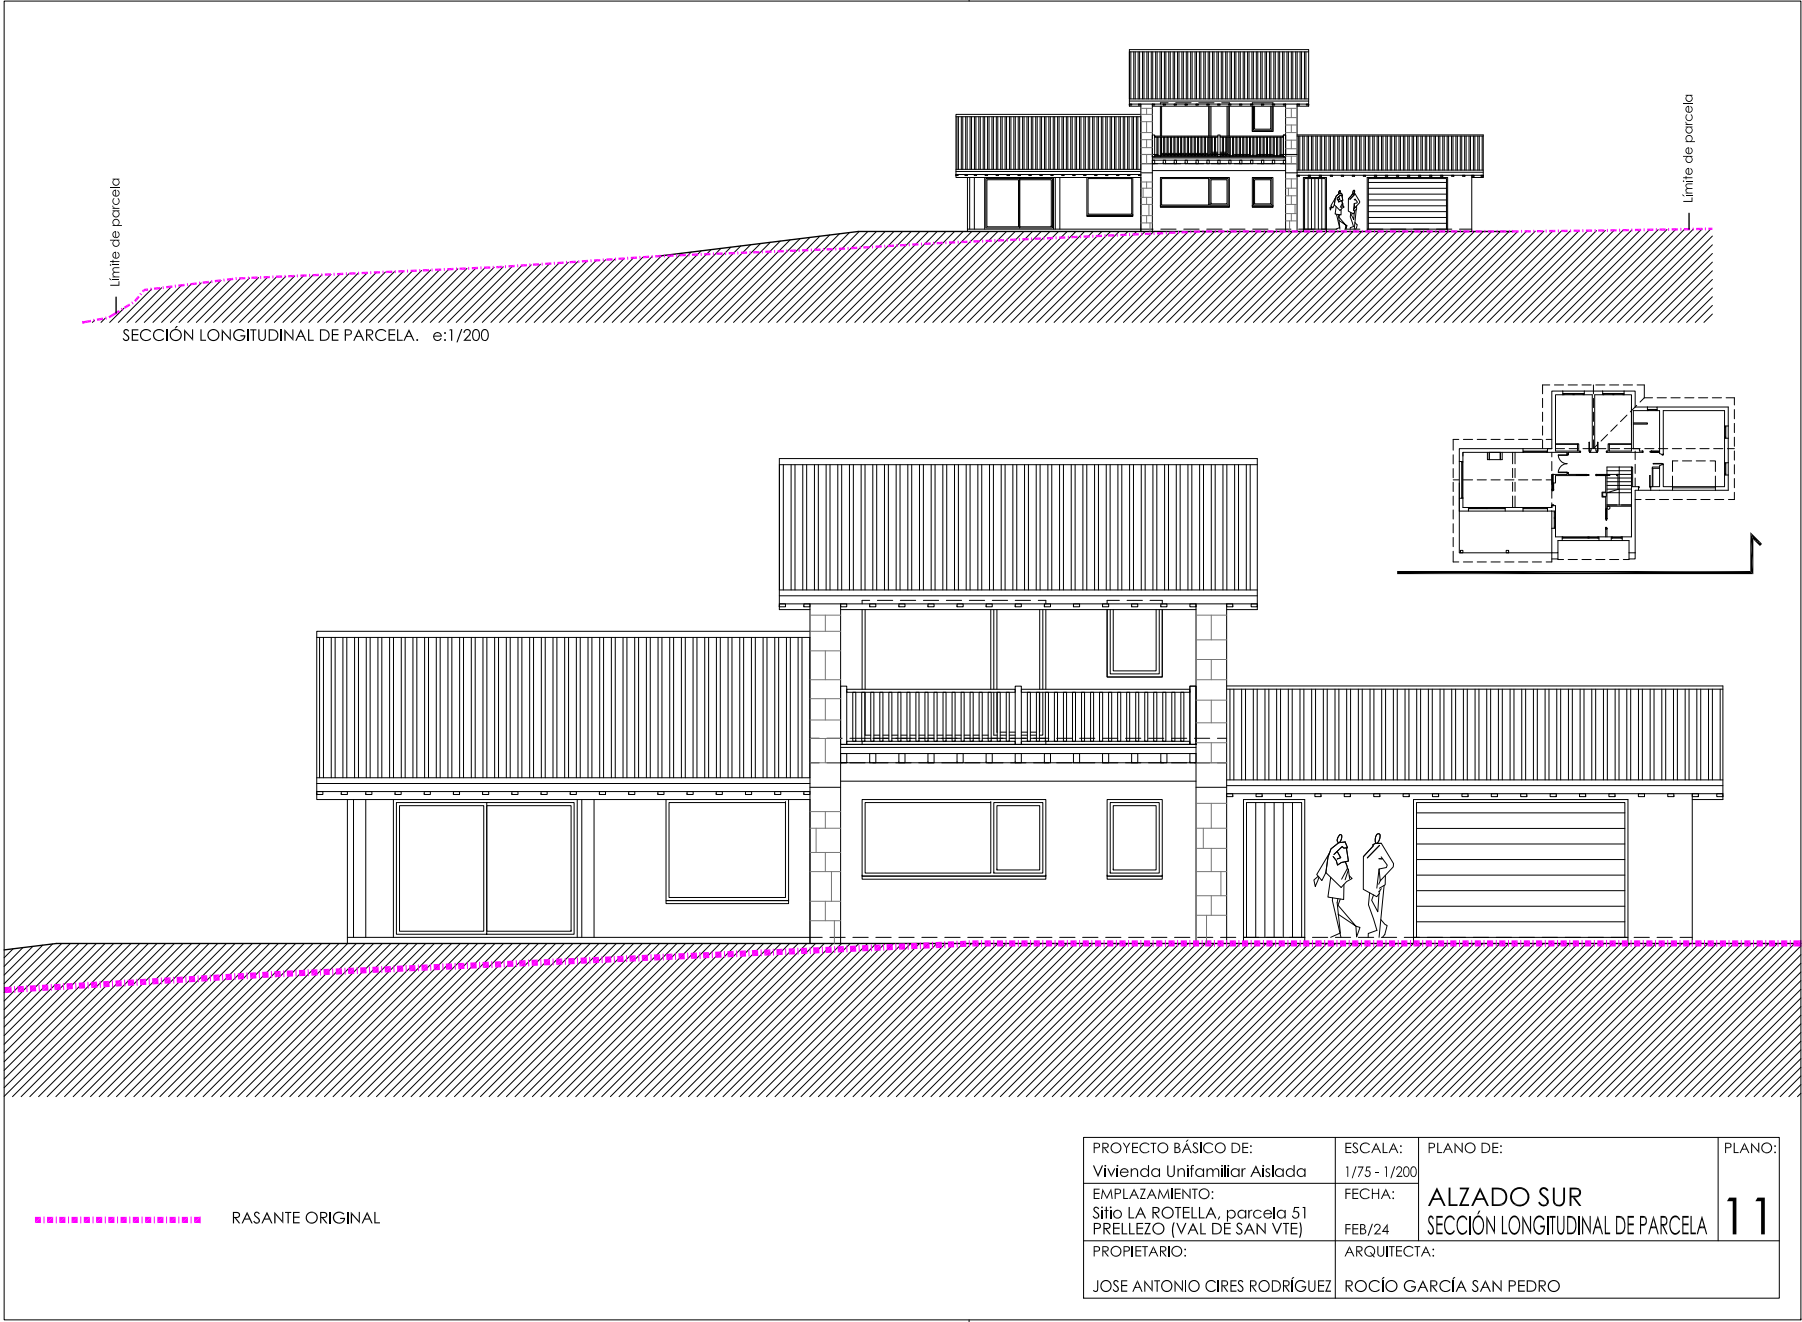 Límite de parcela
Límite de parcela
SECCIÓN LONGITUDINAL DE PARCELA. e:1/200
RASANTE ORIGINAL
PROYECTO BÁSICO DE:
Vivienda Unifamiliar Aislada
ESCALA:
1/75 - 1/200
PLANO DE:
ALZADO SUR
SECCIÓN LONGITUDINAL DE PARCELA
PLANO:
11
EMPLAZAMIENTO:
Sitio LA ROTELLA, parcela 51
PRELLEZO (VAL DE SAN VTE)
FECHA:
FEB/24
PROPIETARIO:
JOSE ANTONIO CIRES RODRÍGUEZ
ARQUITECTA:
ROCÍO GARCÍA SAN PEDRO